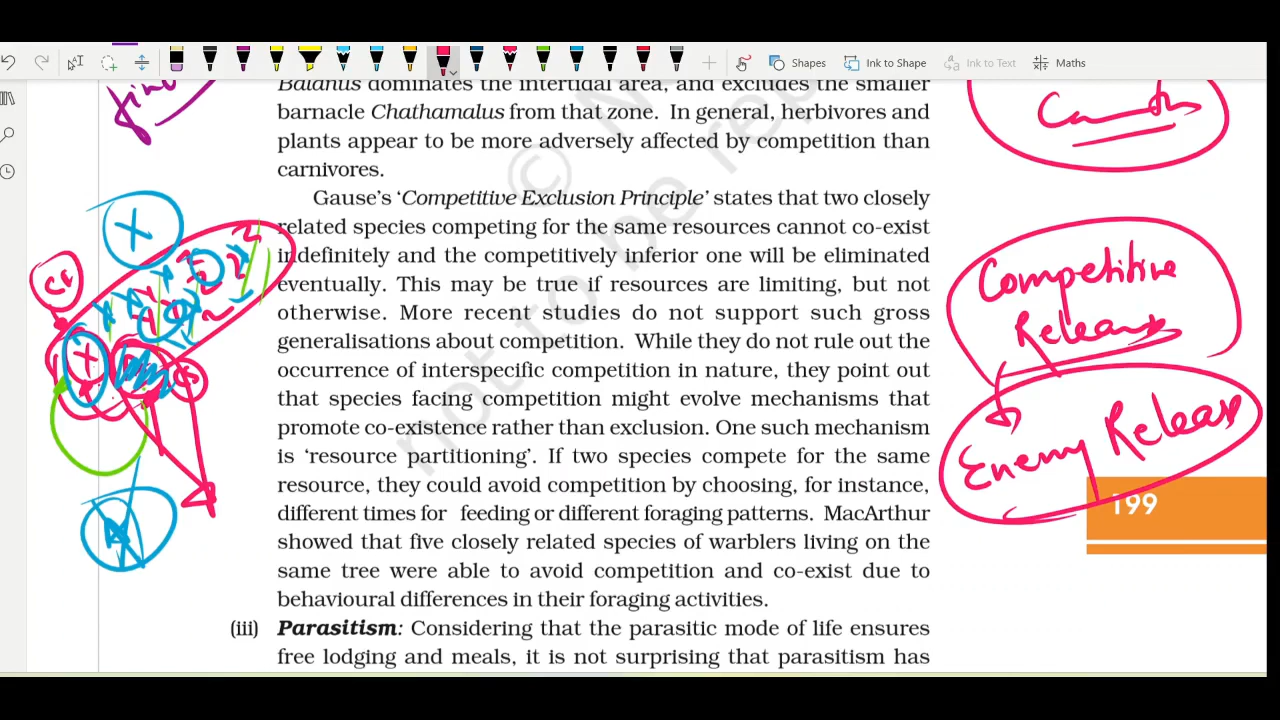 Shapes
Ink to Shape
Ink to Text
Maths
Balanus dominates the intertidal area, and excludes the smaller
barnacle Chathamalus from that zone. In general, herbivores and
plants appear to be more adversely affected by competition than
carnivores.
Gause's 'Competitive Exclusion Principle' states that two closely
related species competing for the same resources cannot co-exist
indefinitely and the competitively inferior one will be eliminated
eventually. This may be true if resources are limiting, but not
otherwise. More recent studies do not support such gross
generalisations about competition. While they do not rule out the
occurrence of interspecific competition in nature, they point out
that species facing competition might evolve mechanisms that
promote co-existence rather than exclusion. One such mechanism
is 'resource partitioning'. If two species compete for the same
resource, they could avoid competition by choosing, for instance,
different times for feeding or different foraging patterns. MacArthur
showed that five closely related species of warblers living on the
same tree were able to avoid competition and co-exist due to
behavioural differences in their foraging activities.
(iii) Parasitism: Considering that the parasitic mode of life ensures
free lodging and meals, it is not surprising that parasitism has
Competitive
Release
Enemy Release
199
© N
not to be rep